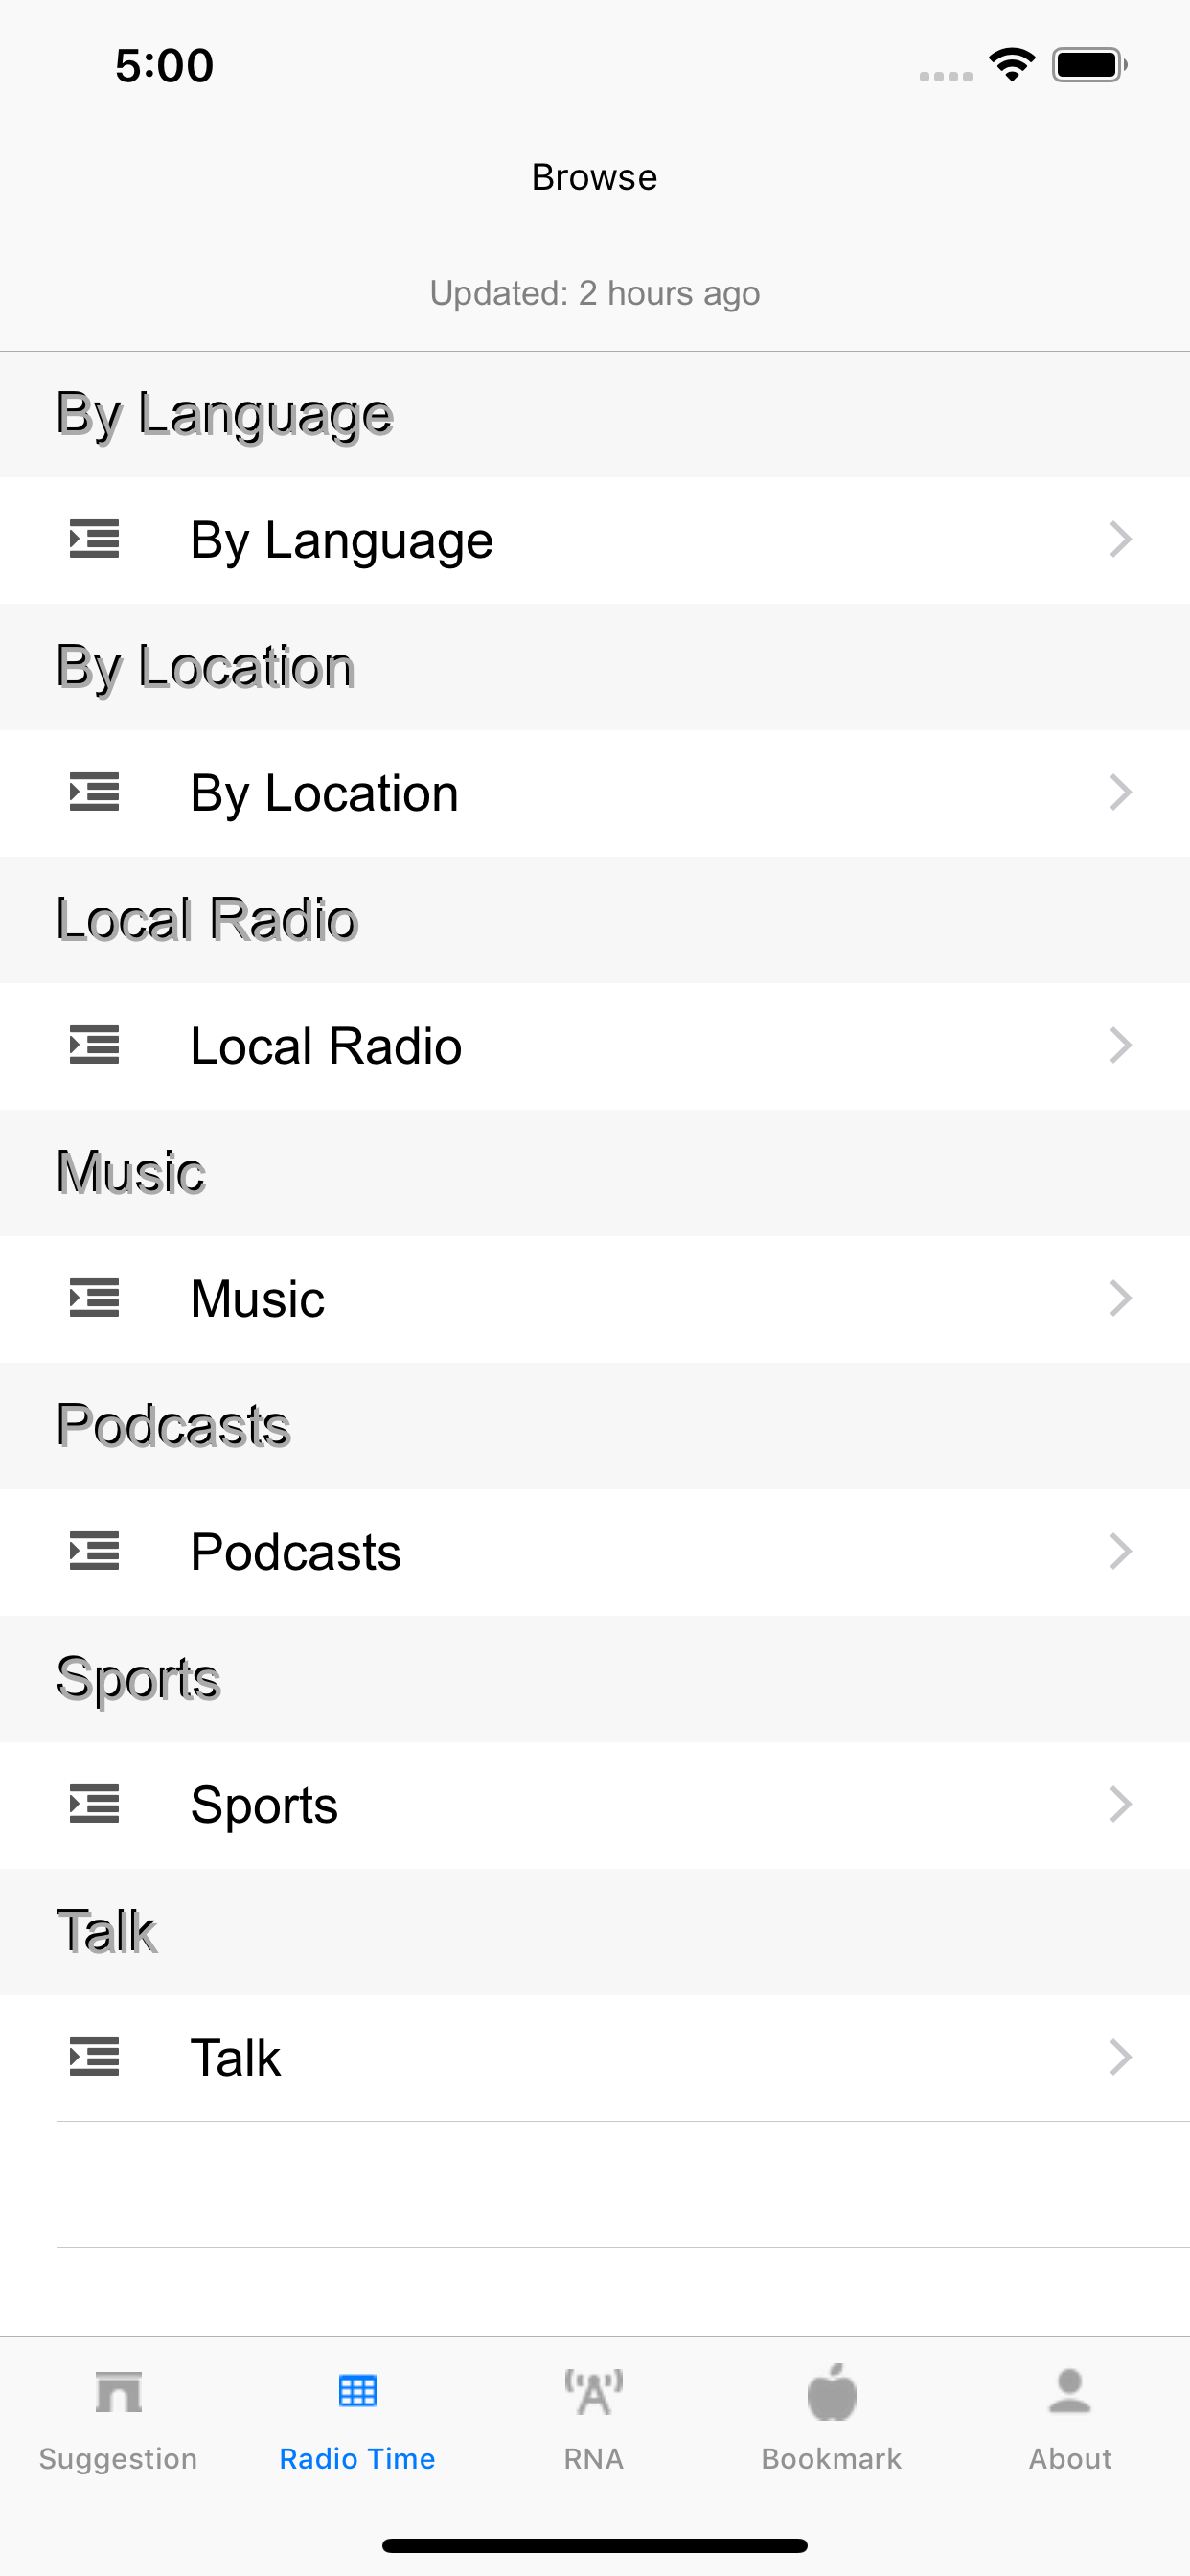 5:00
Browse
Updated: 2 hours ago
By Language
By Language
By Location
By Location
Local Radio
Local Radio
Music
Music
Podcasts
Podcasts
Sports
Sports
Talk
Talk
Suggestion Radio Time RNA Bookmark About